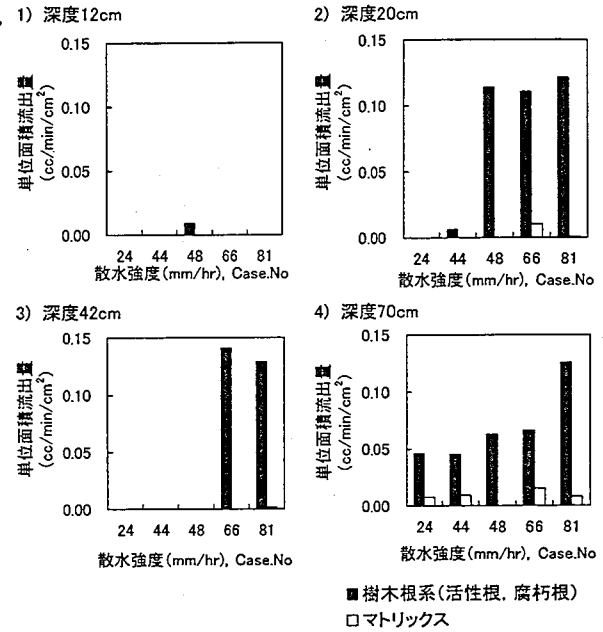 1) 深度12cm
単位面積流出量
(cc/min/cm²)
0.15
0.10
0.05
0.00
24 44 48 66 81
散水強度(mm/hr), Case.No
2) 深度20cm
単位面積流出量
(cc/min/cm²)
0.15
0.10
0.05
0.00
24 44 48 66 81
散水強度(mm/hr), Case.No
3) 深度42cm
単位面積流出量
(cc/min/cm²)
0.15
0.10
0.05
0.00
24 44 48 66 81
散水強度(mm/hr), Case.No
4) 深度70cm
単位面積流出量
(cc/min/cm²)
0.15
0.10
0.05
0.00
24 44 48 66 81
散水強度(mm/hr), Case.No
■樹木根系(活性根, 腐朽根)
□マトリックス